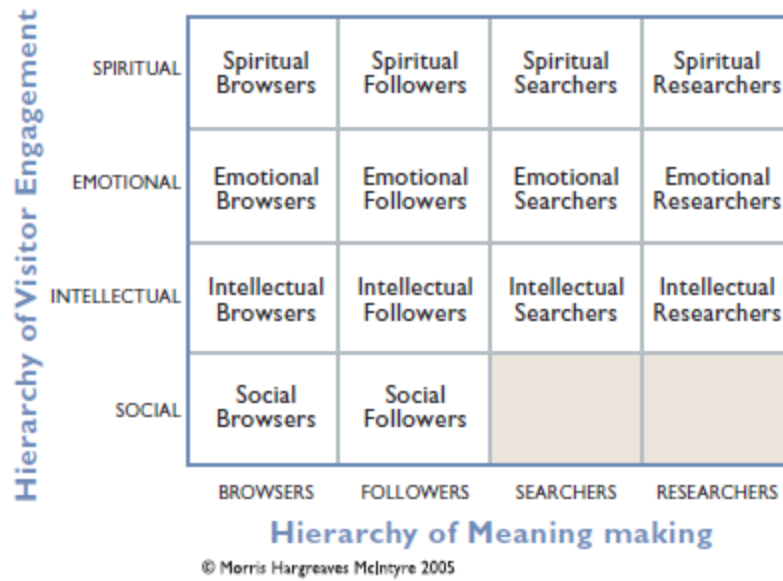 Hierarchy of Visitor Engagement
SPIRITUAL
Spiritual
Browsers
Spiritual
Followers
Spiritual
Searchers
Spiritual
Researchers
EMOTIONAL
Emotional
Browsers
Emotional
Followers
Emotional
Searchers
Emotional
Researchers
INTELLECTUAL
Intellectual
Browsers
Intellectual
Followers
Intellectual
Searchers
Intellectual
Researchers
SOCIAL
Social
Browsers
Social
Followers
BROWSERS FOLLOWERS SEARCHERS RESEARCHERS
Hierarchy of Meaning making
© Morris Hargreaves McIntyre 2005